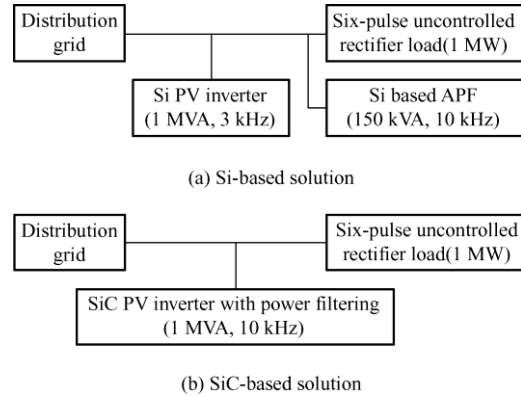 Distribution
grid
Six-pulse uncontrolled
rectifier load(1 MW)
Si PV inverter
(1 MVA, 3 kHz)
Si based APF
(150 kVA, 10 kHz)
(a) Si-based solution
Distribution
grid
Six-pulse uncontrolled
rectifier load(1 MW)
SiC PV inverter with power filtering
(1 MVA, 10 kHz)
(b) SiC-based solution